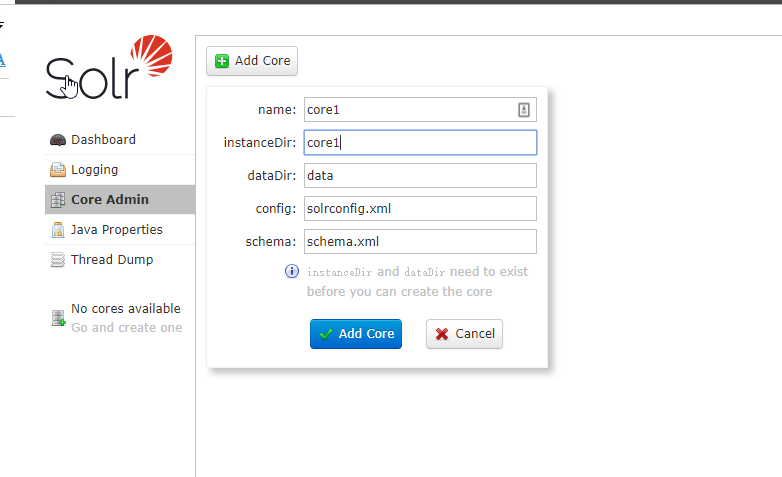 Solr
Dashboard
Logging
Core Admin
Java Properties
Thread Dump
No cores available
Go and create one
Add Core
name: core1
instanceDir: core1
dataDir: data
config: solrconfig.xml
schema: schema.xml
instanceDir and dataDir need to exist
before you can create the core
Add Core Cancel